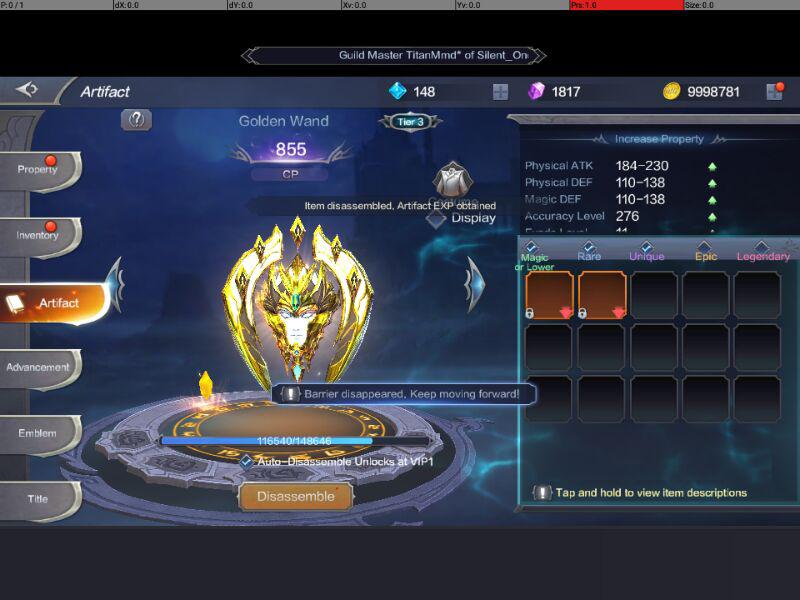 P: 0 / 1
dX: 0.0
dY: 0.0
Xv: 0.0
Yv: 0.0
Prs: 1.0
Size: 0.0
Guild Master TitanMmd* of Silent_On
Artifact
148
1817
9998781
Golden Wand
Tier 3
855
CP
Increase Property
Physical ATK 184-230
Physical DEF 110-138
Magic DEF 110-138
Accuracy Level 276
Property
Inventory
Artifact
Advancement
Emblem
Title
Item disassembled, Artifact EXP obtained
Display
Magic or Lower
Rare
Unique
Epic
Legendary
Barrier disappeared, Keep moving forward!
116540/148646
Auto-Disassemble Unlocks at VIP1
Disassemble
Tap and hold to view item descriptions